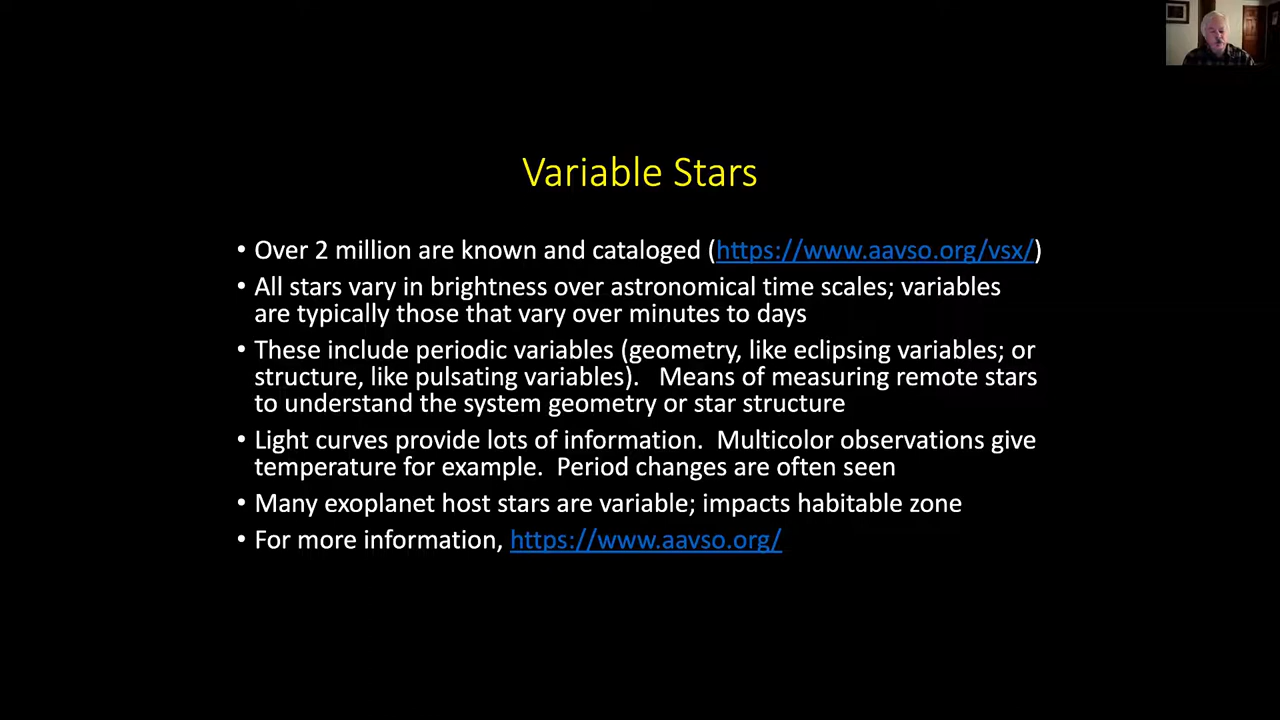 Variable Stars
• Over 2 million are known and cataloged (https://www.aavso.org/vsx/)
• All stars vary in brightness over astronomical time scales; variables
are typically those that vary over minutes to days
• These include periodic variables (geometry, like eclipsing variables; or
structure, like pulsating variables).   Means of measuring remote stars
to understand the system geometry or star structure
• Light curves provide lots of information.  Multicolor observations give
temperature for example.  Period changes are often seen
• Many exoplanet host stars are variable; impacts habitable zone
• For more information, https://www.aavso.org/